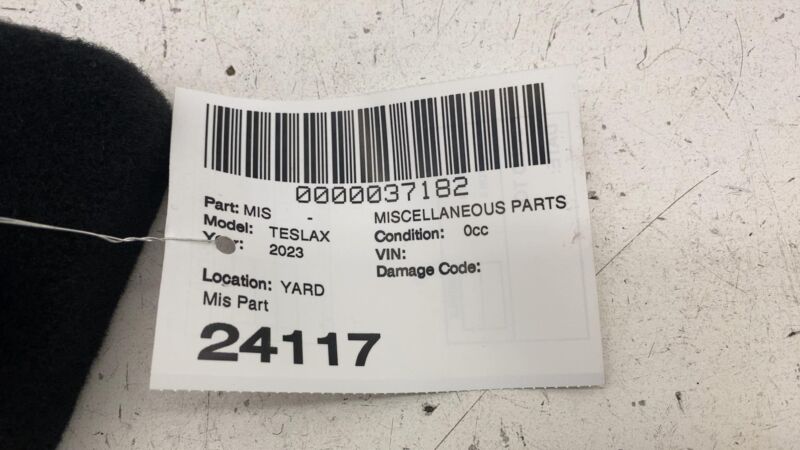 0000037182
Part: MIS - MISCELLANEOUS PARTS
Model: TESLAX Condition: 0cc
2023 VIN:
Damage Code:
Location: YARD
Mis Part
24117